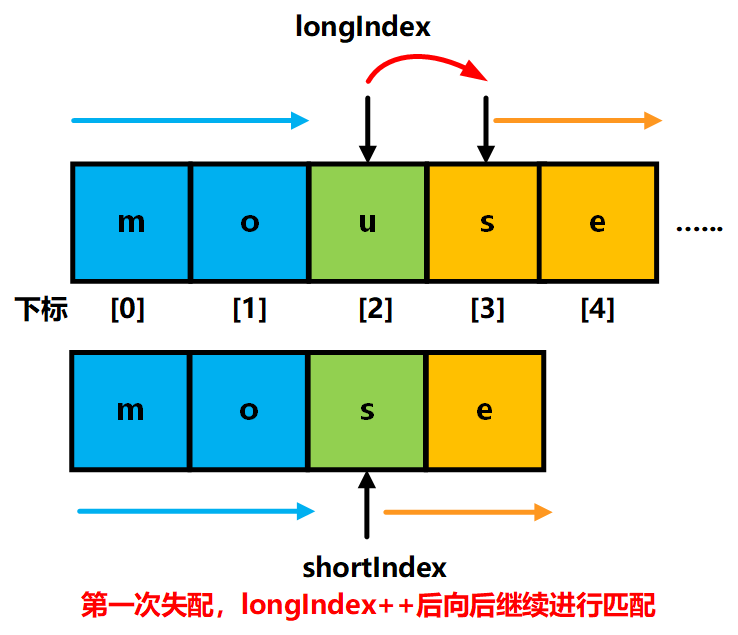 longIndex
m o u s e ......
下标 [0] [1] [2] [3] [4]
m o s e
shortIndex
第一次失配，longIndex++后向后继续进行匹配